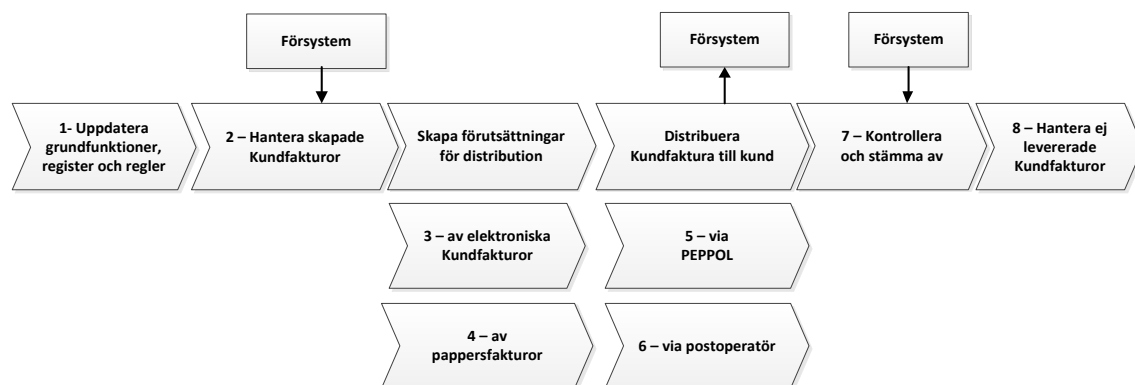 Försystem
Försystem
Försystem
1- Uppdatera
grundfunktioner,
register och regler
2 – Hantera skapade
Kundfakturor
Skapa förutsättningar
för distribution
Distribuera
Kundfaktura till kund
7 – Kontrollera
och stämma av
8 – Hantera ej
levererade
Kundfakturor
3 – av elektroniska
Kundfakturor
5 – via
PEPPOL
4 – av
pappersfakturor
6 – via postoperatör